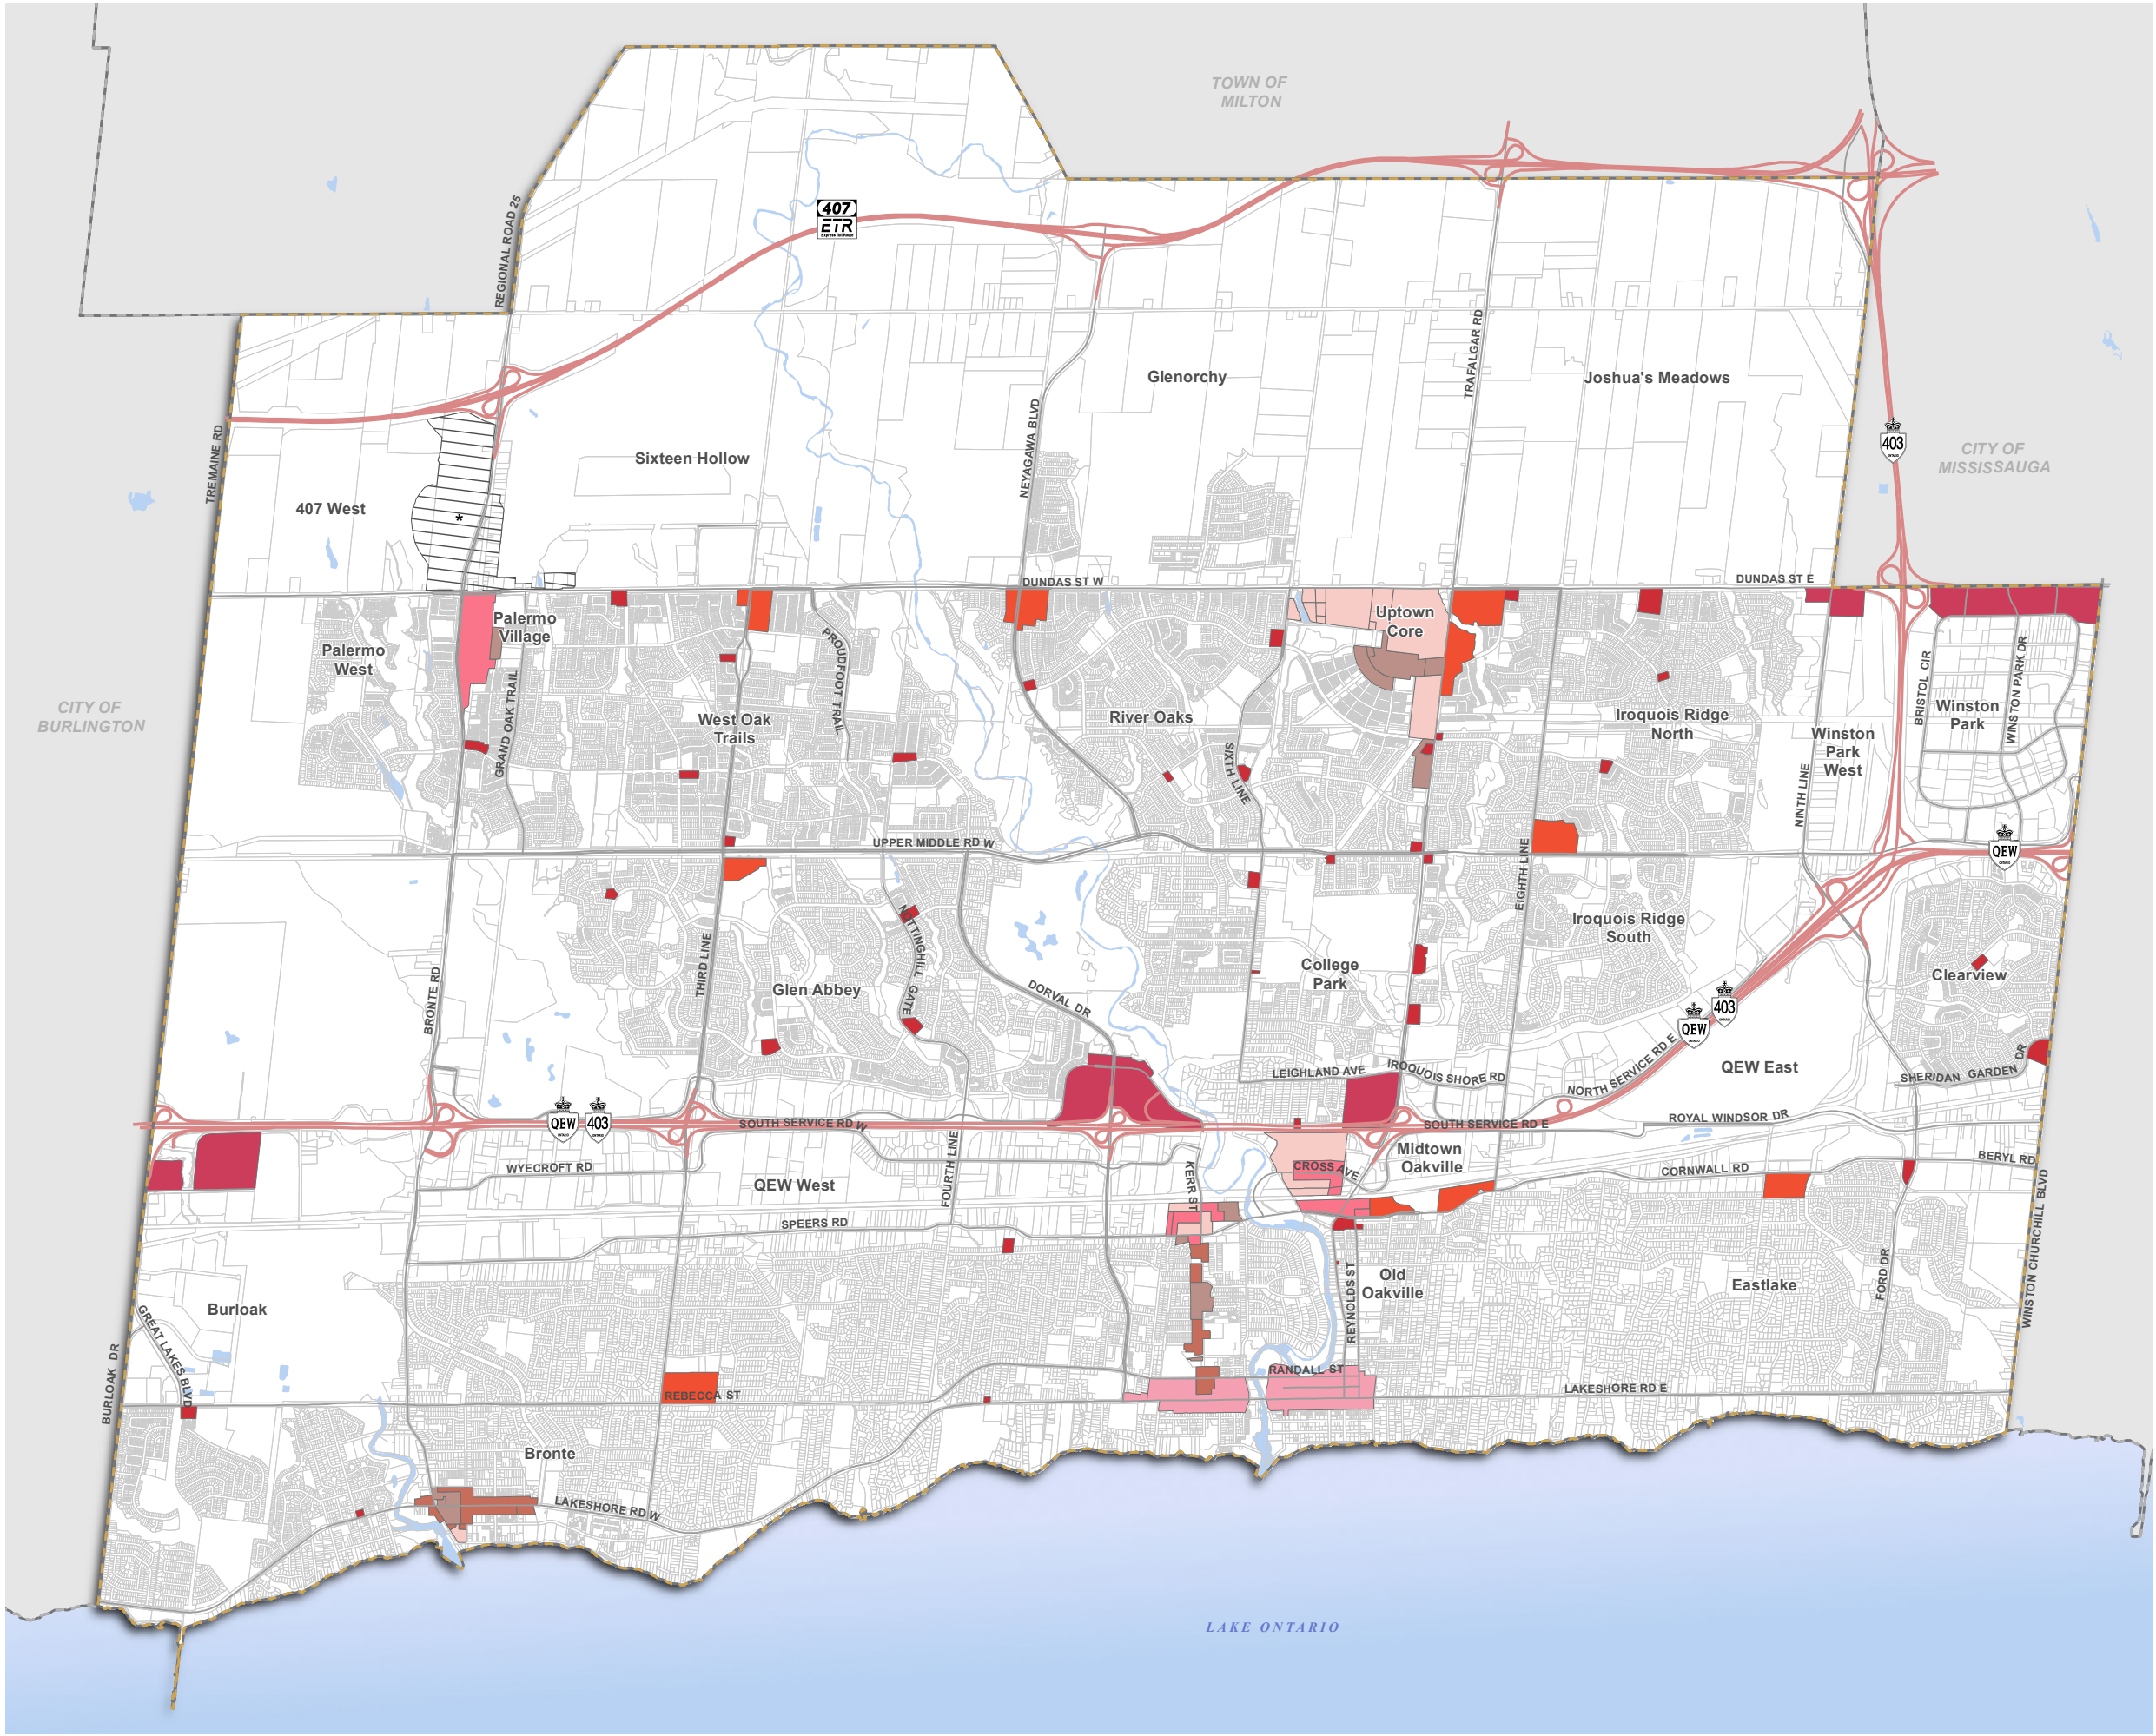 TOWN OF
MILTON
REGIONAL ROAD 25
407
ETR
Express Toll Route
TRAFALGAR RD
Glenorchy
Joshua's Meadows
NEYAGAWA BLVD
TREMAINE RD
403
CITY OF
MISSISSAUGA
Sixteen Hollow
407 West
*
DUNDAS ST W
DUNDAS ST E
Palermo
Village
Uptown
Core
Palermo
West
PROUDFOOT TRAIL
BRISTOL CIR
WINSTON PARK DR
CITY OF
BURLINGTON
GRAND OAK TRAIL
West Oak
Trails
River Oaks
SIXTH LINE
Iroquois Ridge
North
Winston
Park
Winston
Park
West
NINTH LINE
UPPER MIDDLE RD W
QEW
EIGHTH LINE
NOTTINGHILL GATE
Iroquois Ridge
South
THIRD LINE
BRONTE RD
Glen Abbey
DORVAL DR
College
Park
Clearview
403
QEW
LEIGHLAND AVE
IROQUOIS SHORE RD
NORTH SERVICE RD E
QEW East
SHERIDAN GARDEN DR
QEW
403
SOUTH SERVICE RD W
SOUTH SERVICE RD E
ROYAL WINDSOR DR
Midtown
Oakville
WYECROFT RD
FOURTH LINE
KERR ST
CROSS AVE
CORNWALL RD
BERYL RD
QEW West
SPEERS RD
WINSTON CHURCHILL BLVD
Burloak
GREAT LAKES BLVD
REYNOLDS ST
Old
Oakville
Eastlake
FORD DR
BURLOAK DR
RANDALL ST
REBECCA ST
LAKESHORE RD E
Bronte
LAKESHORE RD W
LAKE ONTARIO